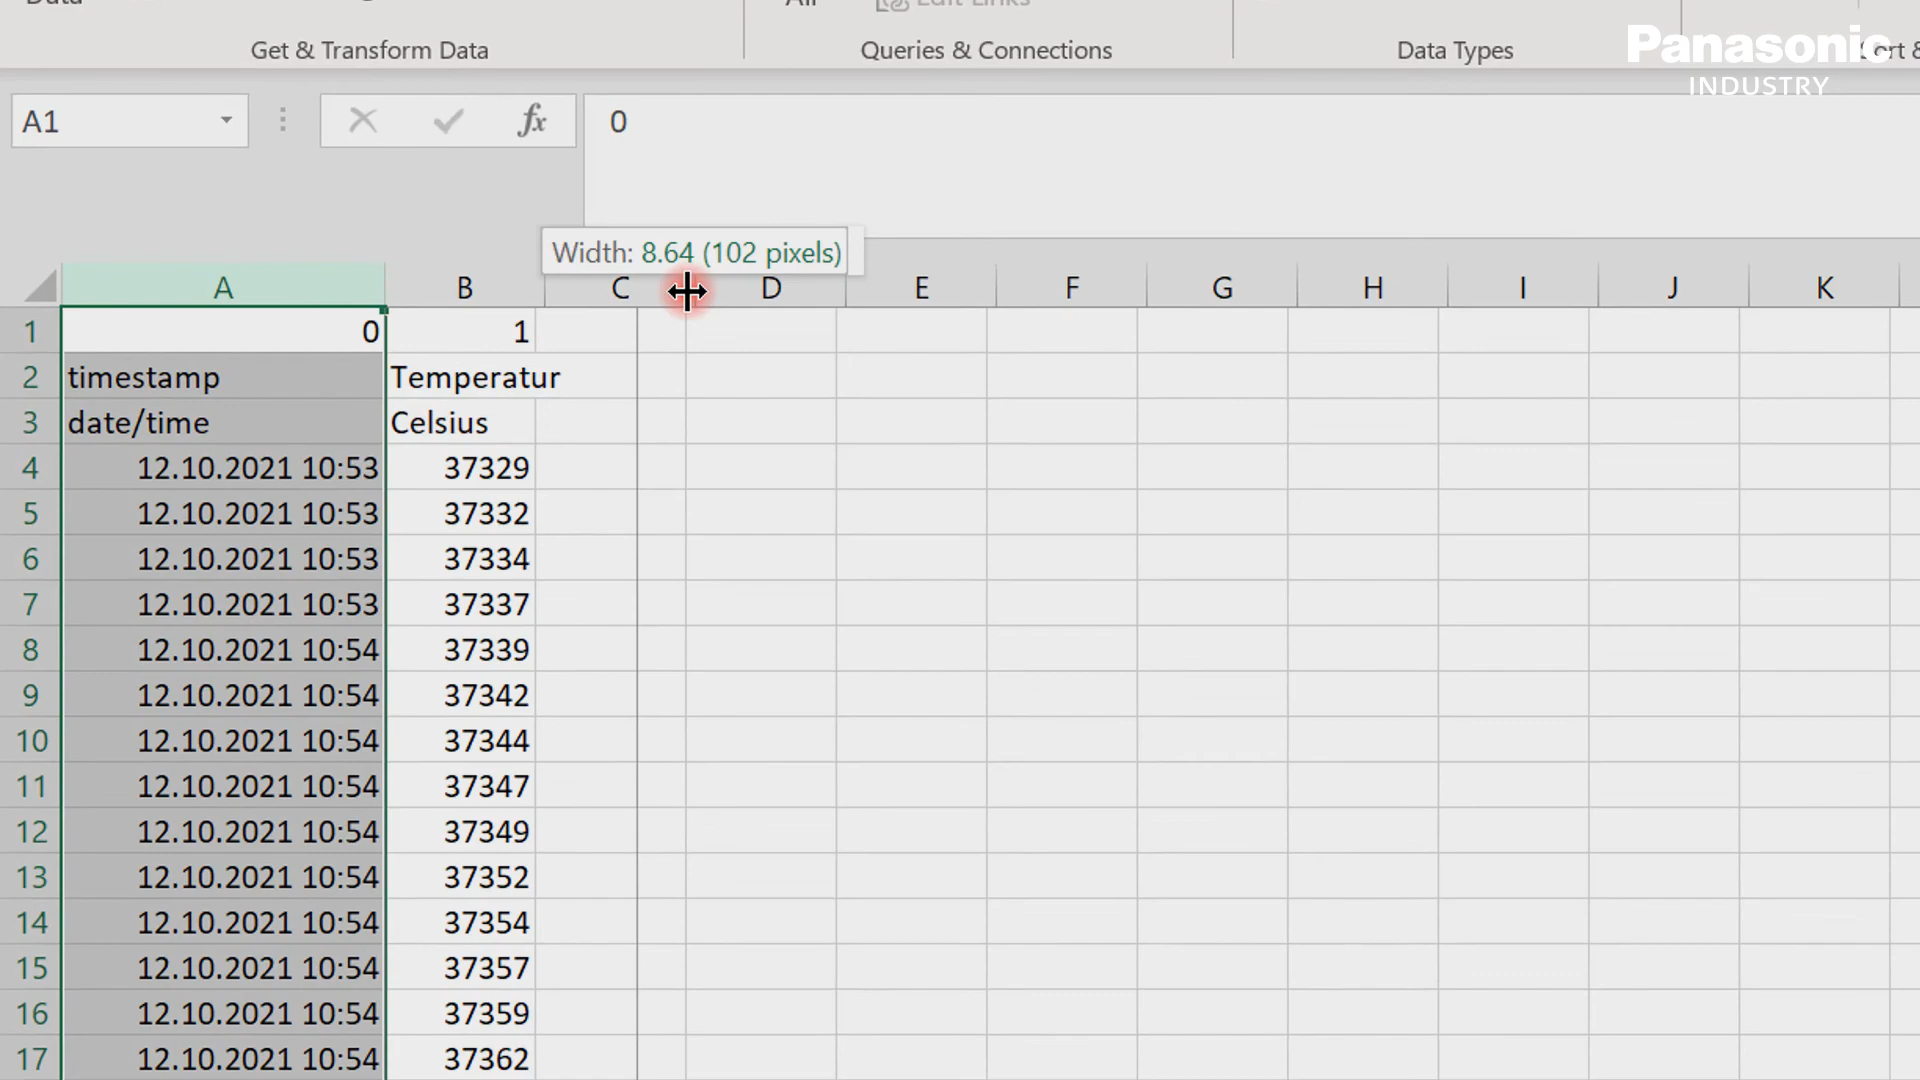 Data
All
Edit Links
Get & Transform Data
Queries & Connections
Data Types
Sort &
Panasonic
INDUSTRY
A1
fx
0
Width: 8.64 (102 pixels)
A B C D E F G H I J K
1 0 1
2 timestamp Temperatur
3 date/time Celsius
4 12.10.2021 10:53 37329
5 12.10.2021 10:53 37332
6 12.10.2021 10:53 37334
7 12.10.2021 10:53 37337
8 12.10.2021 10:54 37339
9 12.10.2021 10:54 37342
10 12.10.2021 10:54 37344
11 12.10.2021 10:54 37347
12 12.10.2021 10:54 37349
13 12.10.2021 10:54 37352
14 12.10.2021 10:54 37354
15 12.10.2021 10:54 37357
16 12.10.2021 10:54 37359
17 12.10.2021 10:54 37362